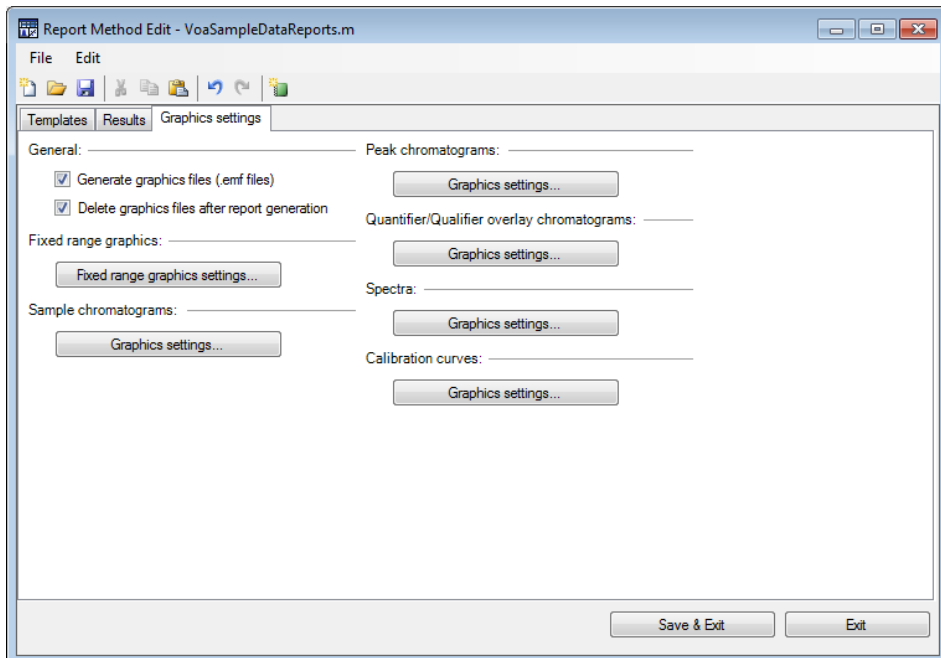 Report Method Edit - VoaSampleDataReports.m
File Edit
Templates Results Graphics settings
General:
Generate graphics files (.emf files)
Delete graphics files after report generation
Fixed range graphics:
Fixed range graphics settings...
Sample chromatograms:
Graphics settings...
Peak chromatograms:
Graphics settings...
Quantifier/Qualifier overlay chromatograms:
Graphics settings...
Spectra:
Graphics settings...
Calibration curves:
Graphics settings...
Save & Exit Exit